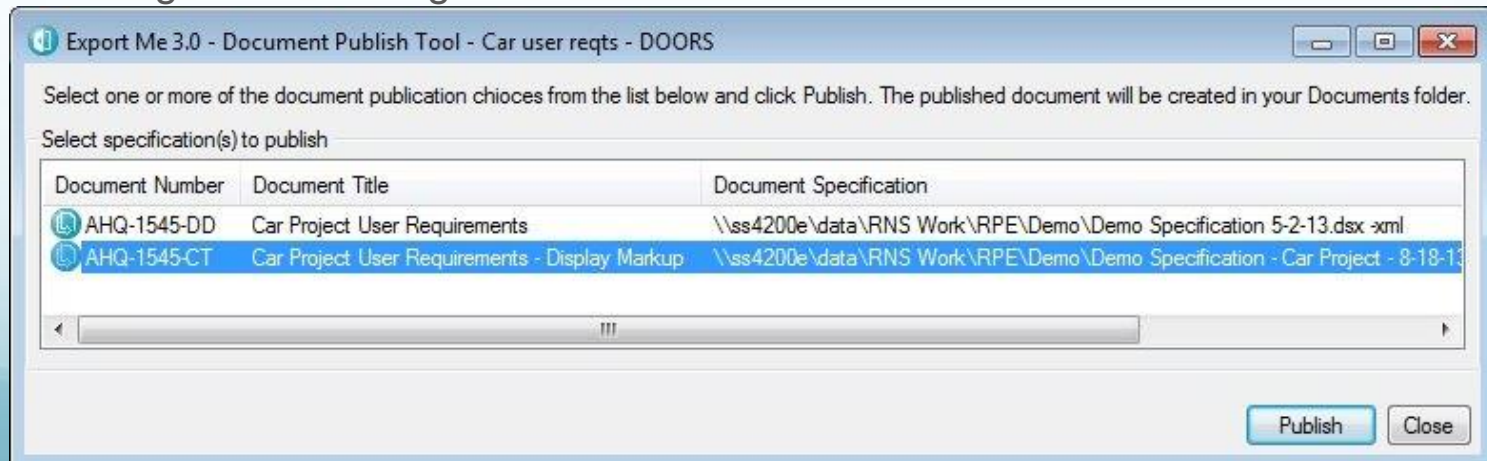 Export Me 3.0 - Document Publish Tool - Car user reqts - DOORS
Select one or more of the document publication chioces from the list below and click Publish. The published document will be created in your Documents folder.
Select specification(s) to publish
Document Number Document Title Document Specification
AHQ-1545-DD Car Project User Requirements \\ss4200e\data\RNS Work\RPE\Demo\Demo Specification 5-2-13.dsx -xml
AHQ-1545-CT Car Project User Requirements - Display Markup \\ss4200e\data\RNS Work\RPE\Demo\Demo Specification - Car Project - 8-18-13
Publish Close